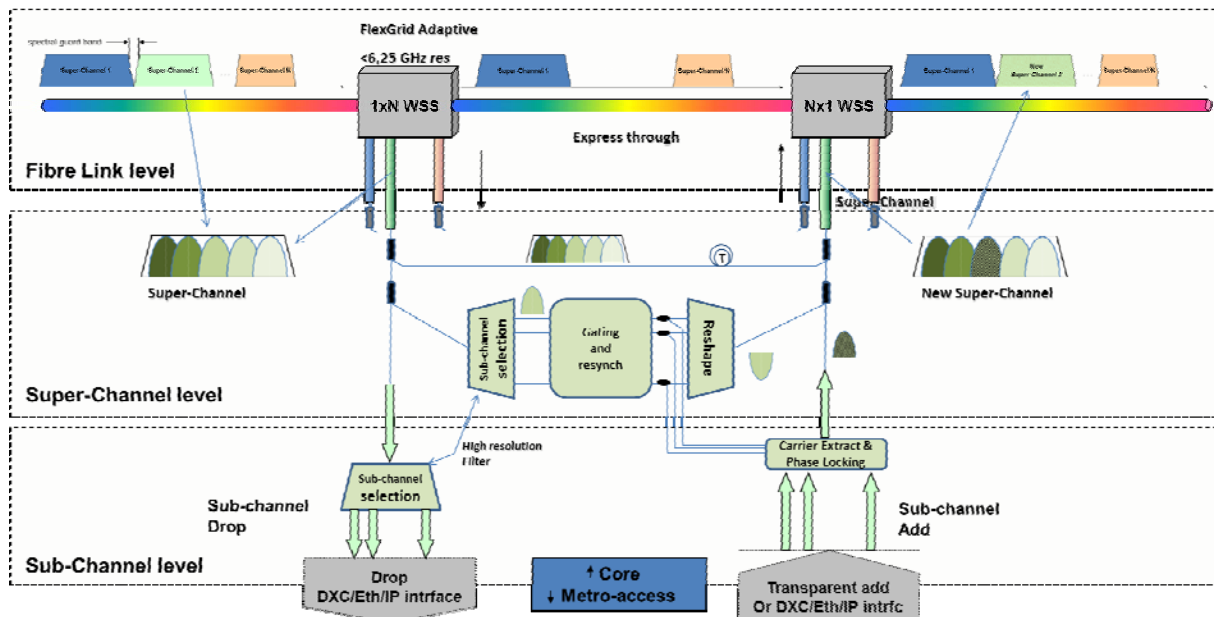 FlexGrid Adaptive
<6,25 GHz res
spectral guard band
Super-Channel 1
Super-Channel 2
...
Super-Channel N
Super-Channel 1
Super-Channel N
Super-Channel 1
New
Super-Channel 2
...
Super-Channel N
1xN WSS
Nx1 WSS
Express through
Fibre Link level
Super-Channel
T
Super-Channel
New Super-Channel
Sub-channel
selection
Gating
and
resynch
Reshape
Super-Channel level
High resolution
Filter
Carrier Extract &
Phase Locking
Sub-channel
selection
Sub-channel
Drop
Sub-channel
Add
Sub-Channel level
Drop
DXC/Eth/IP intrface
↑ Core
↓ Metro-access
Transparent add
Or DXC/Eth/IP intrfc